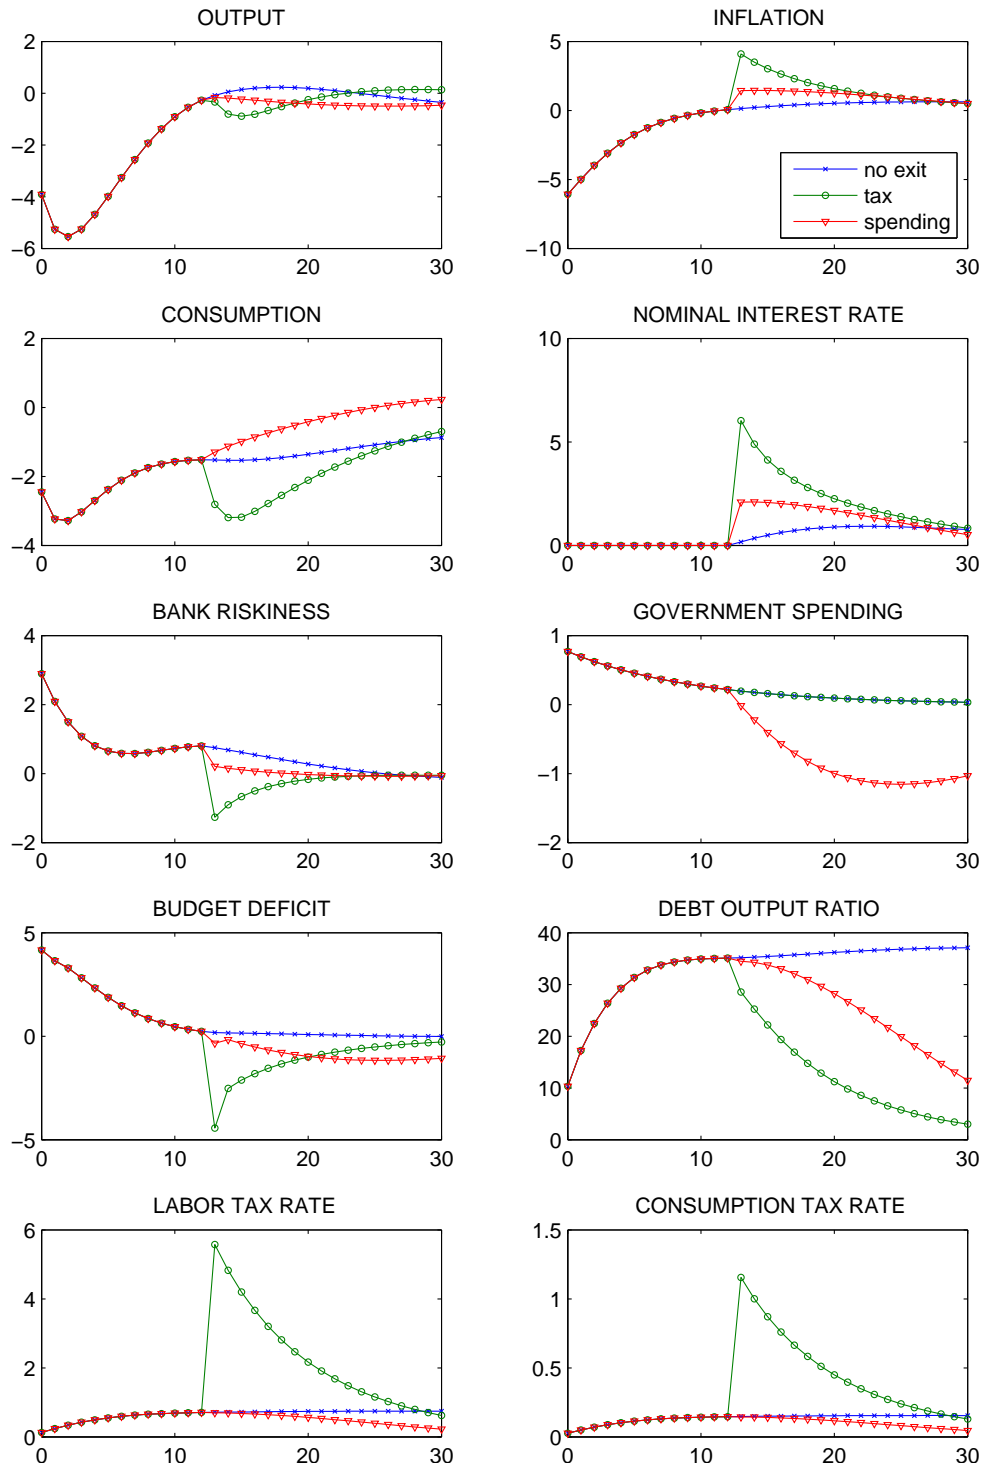 OUTPUT
2
0
−2
−4
−6
0 10 20 30
INFLATION
5
0
−5
−10
0 10 20 30
no exit
tax
spending
CONSUMPTION
2
0
−2
−4
0 10 20 30
NOMINAL INTEREST RATE
10
5
0
0 10 20 30
BANK RISKINESS
4
2
0
−2
0 10 20 30
GOVERNMENT SPENDING
1
0
−1
−2
0 10 20 30
BUDGET DEFICIT
5
0
−5
0 10 20 30
DEBT OUTPUT RATIO
40
30
20
10
0
0 10 20 30
LABOR TAX RATE
6
4
2
0
0 10 20 30
CONSUMPTION TAX RATE
1.5
1
0.5
0
0 10 20 30